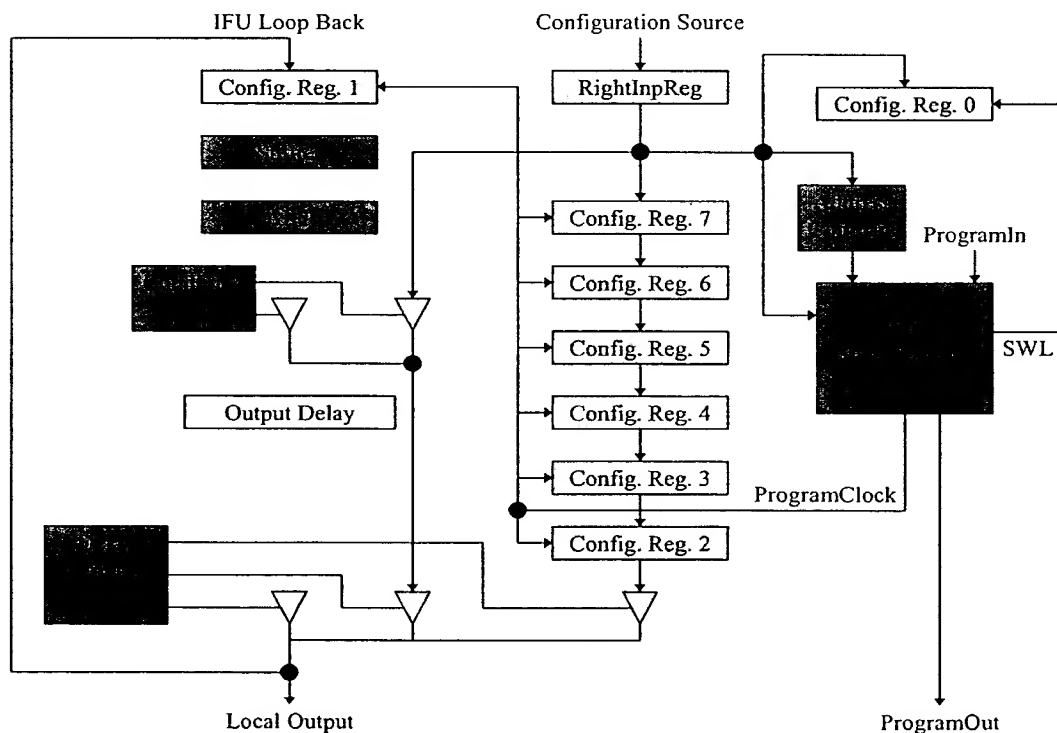 IFU Loop Back
Configuration Source
Config. Reg. 1
RightInpReg
Config. Reg. 0
Config. Reg. 7
ProgramIn
Config. Reg. 6
Config. Reg. 5
SWL
Output Delay
Config. Reg. 4
Config. Reg. 3
ProgramClock
Config. Reg. 2
Local Output
ProgramOut